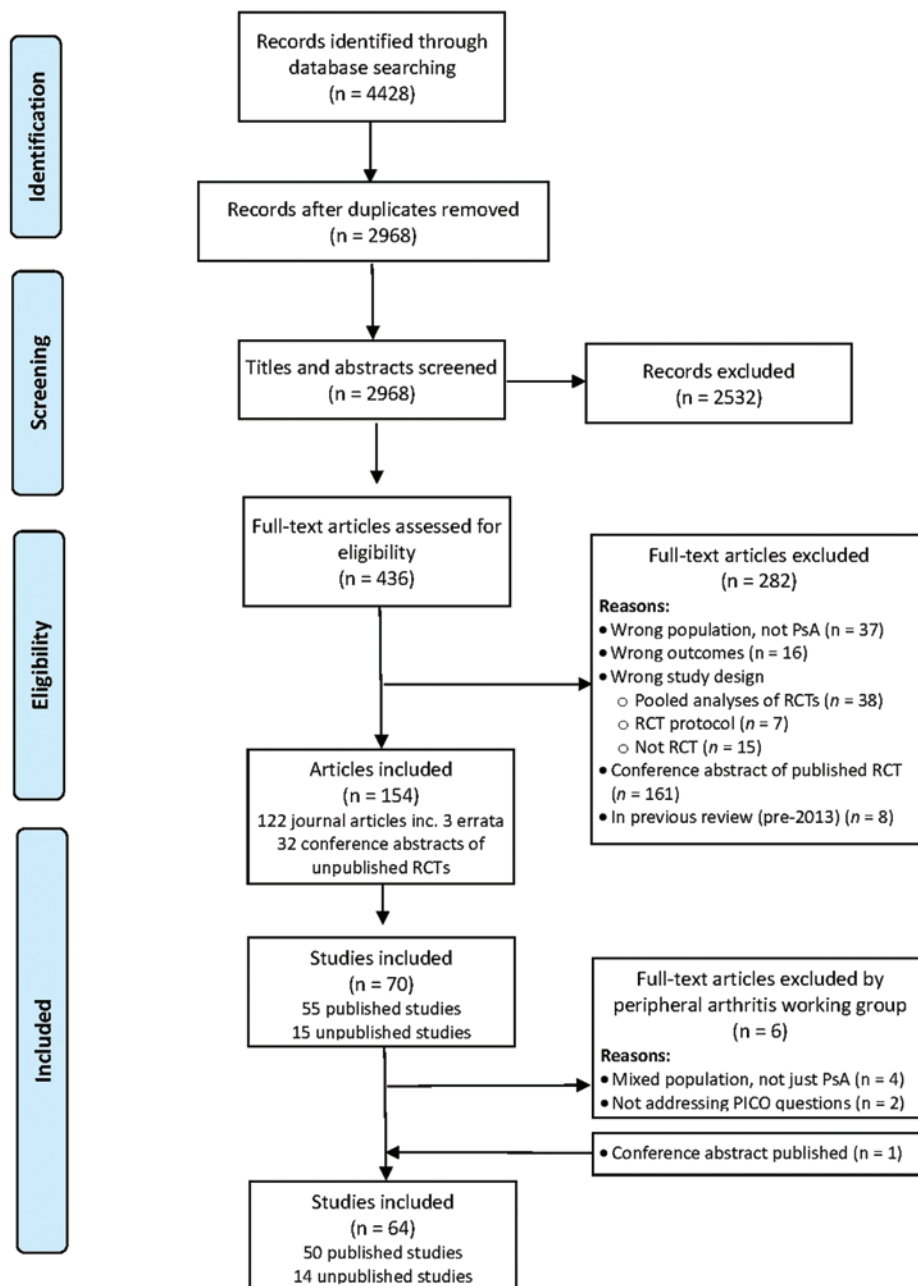 Identification
Records identified through
database searching
(n = 4428)
Records after duplicates removed
(n = 2968)
Screening
Titles and abstracts screened
(n = 2968)
Records excluded
(n = 2532)
Eligibility
Full-text articles assessed for
eligibility
(n = 436)
Full-text articles excluded
(n = 282)
Reasons:
• Wrong population, not PsA (n = 37)
• Wrong outcomes (n = 16)
• Wrong study design
o Pooled analyses of RCTs (n = 38)
o RCT protocol (n = 7)
o Not RCT (n = 15)
• Conference abstract of published RCT
(n = 161)
• In previous review (pre-2013) (n = 8)
Articles included
(n = 154)
122 journal articles inc. 3 errata
32 conference abstracts of
unpublished RCTs
Included
Studies included
(n = 70)
55 published studies
15 unpublished studies
Full-text articles excluded by
peripheral arthritis working group
(n = 6)
Reasons:
• Mixed population, not just PsA (n = 4)
• Not addressing PICO questions (n = 2)
• Conference abstract published (n = 1)
Studies included
(n = 64)
50 published studies
14 unpublished studies